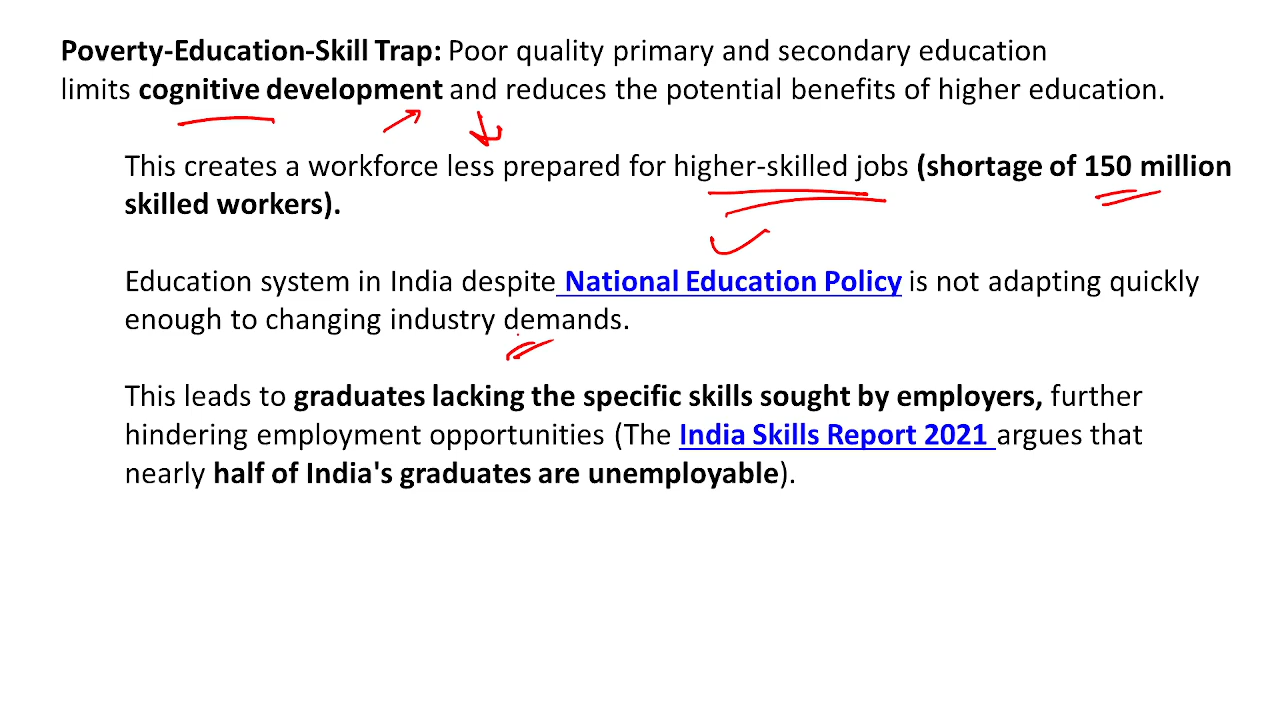 Poverty-Education-Skill Trap: Poor quality primary and secondary education
limits cognitive development and reduces the potential benefits of higher education.
This creates a workforce less prepared for higher-skilled jobs (shortage of 150 million
skilled workers).
Education system in India despite National Education Policy is not adapting quickly
enough to changing industry demands.
This leads to graduates lacking the specific skills sought by employers, further
hindering employment opportunities (The India Skills Report 2021 argues that
nearly half of India's graduates are unemployable).